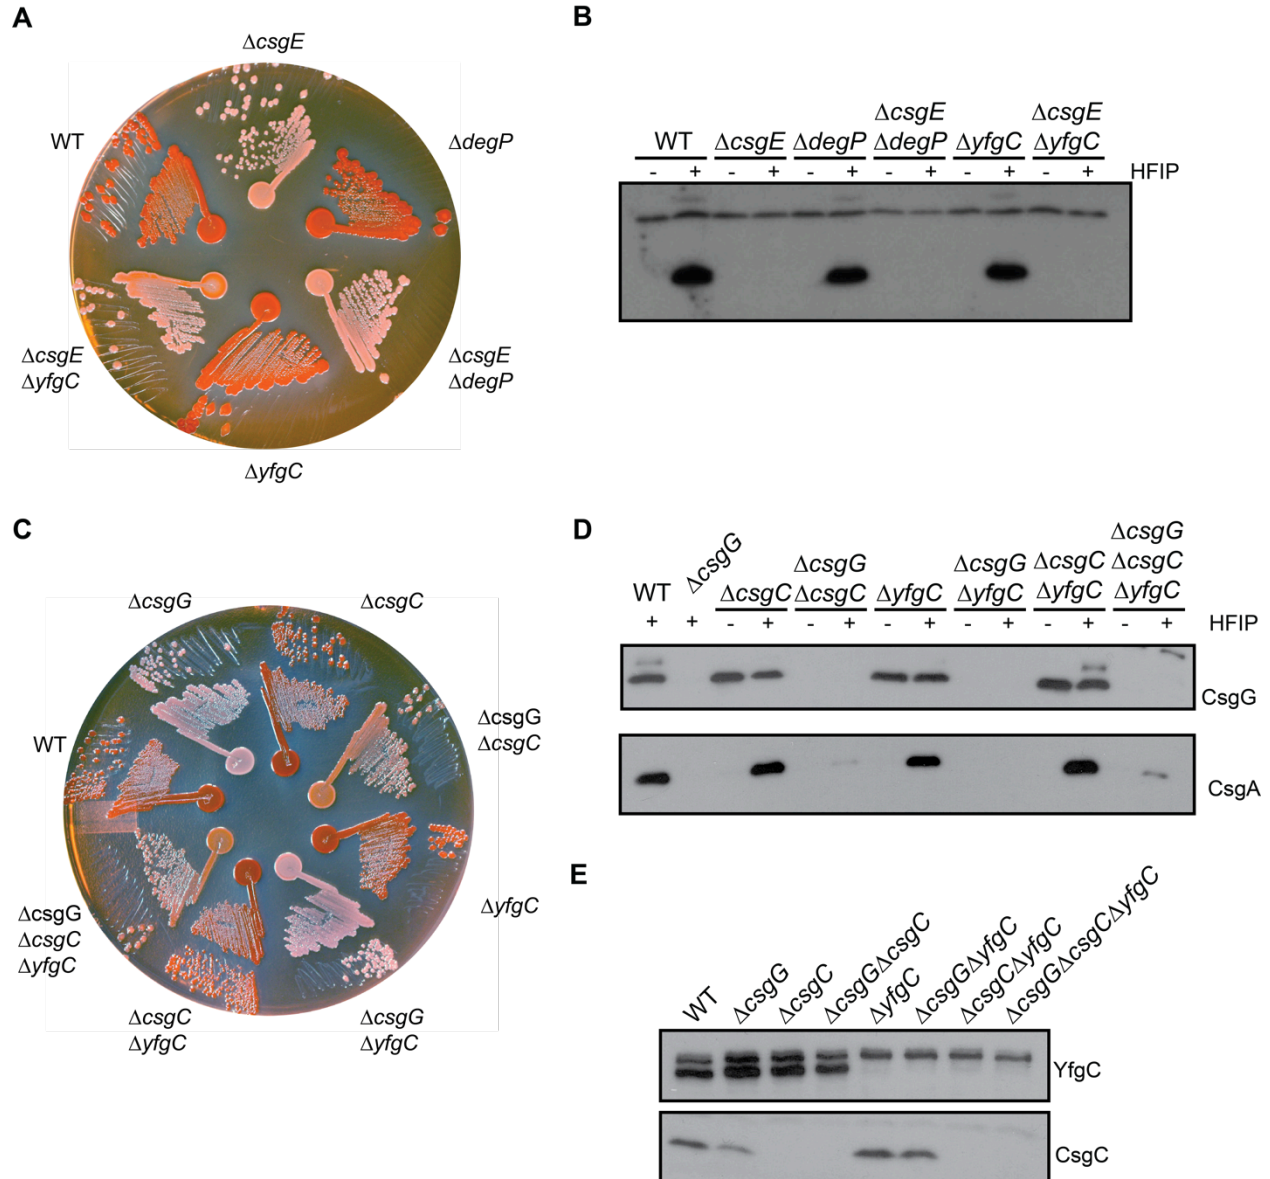 A
ΔcsgE
WT
ΔdegP
ΔcsgE
ΔyfgC
ΔcsgE
ΔdegP
ΔyfgC
B
WT ΔcsgE ΔdegP ΔcsgE ΔdegP ΔyfgC ΔcsgE ΔyfgC
- + - + - + - + - + - + HFIP
C
ΔcsgG
ΔcsgC
WT
ΔcsgG
ΔcsgC
ΔyfgC
ΔcsgG
ΔcsgC
ΔyfgC
ΔcsgC
ΔyfgC
ΔcsgG
ΔyfgC
D
WT ΔcsgG ΔcsgC ΔcsgG ΔcsgC ΔyfgC ΔcsgG ΔyfgC ΔcsgC ΔyfgC ΔcsgG ΔcsgC ΔyfgC
+ + - + - + - + - + - + - + HFIP
CsgG
CsgA
E
WT ΔcsgG ΔcsgC ΔcsgGΔcsgC ΔyfgC ΔcsgGΔyfgC ΔcsgCΔyfgC ΔcsgGΔcsgCΔyfgC
YfgC
CsgC